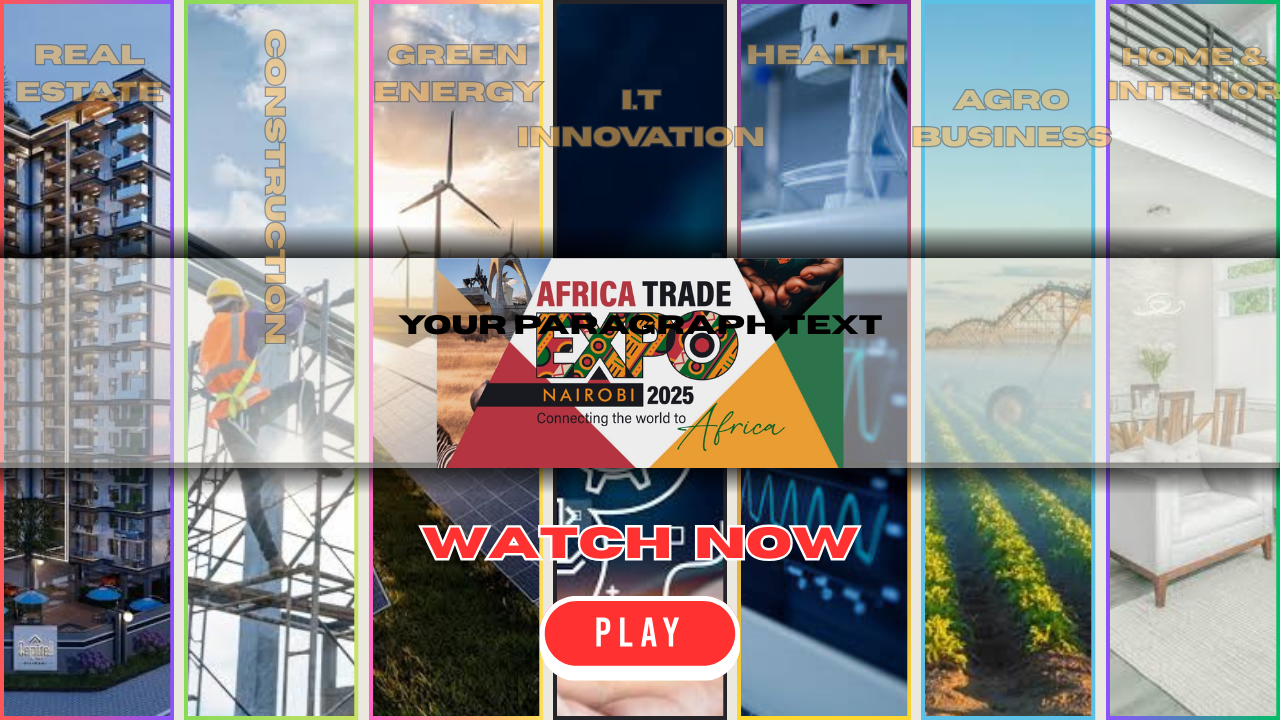 REAL
ESTATE
CONSTRUCTION
GREEN
ENERGY
I.T
INNOVATION
HEALTH
AGRO
BUSINESS
HOME &
INTERIOR
AFRICA TRADE
YOUR PARAGRAPH TEXT
EXPO
NAIROBI 2025
Connecting the world to
Africa
WATCH NOW
PLAY